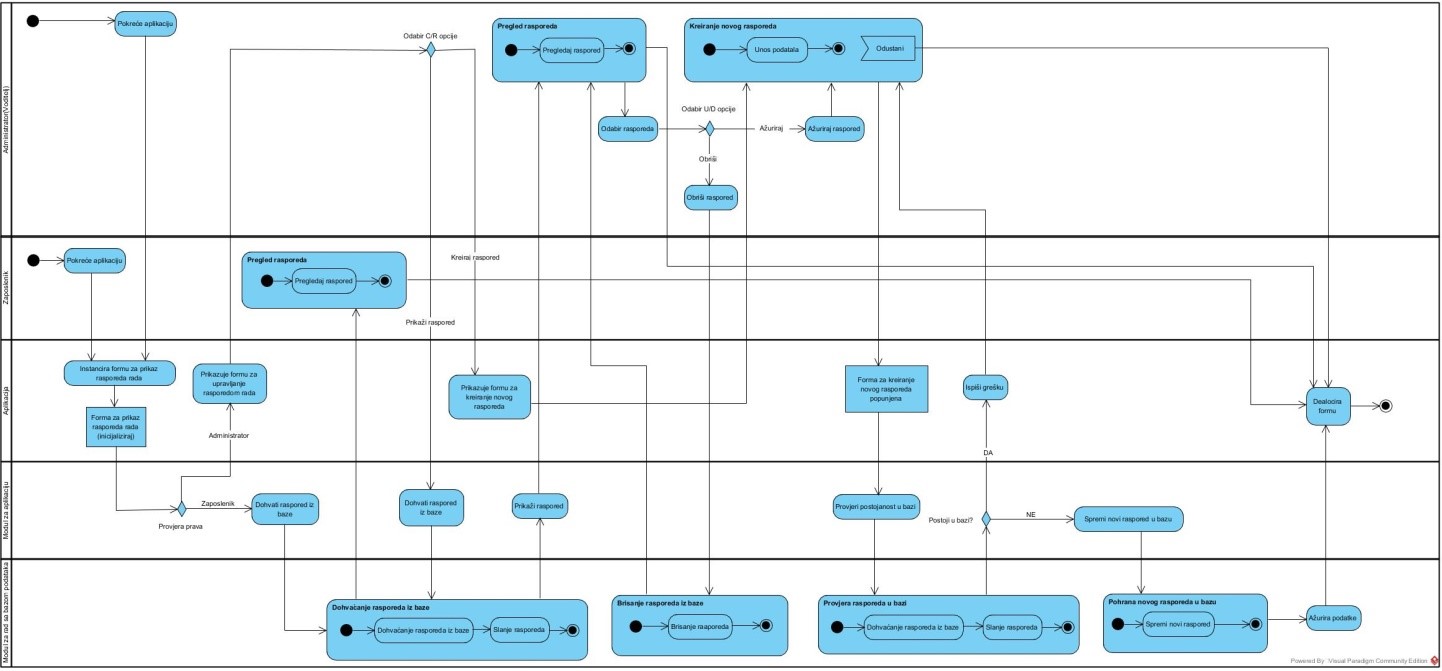 Administrator(Voditelj)
Pokreće aplikaciju
Odabir C/R opcije
Pregled rasporeda
Pregledaj raspored
Kreiranje novog rasporeda
Unos podatala
Odustani
Odabir rasporeda
Odabir U/D opcije
Ažuriraj
Ažuriraj raspored
Obriši
Obriši raspored
Zaposlenik
Pokreće aplikaciju
Pregled rasporeda
Pregledaj raspored
Kreiraj raspored
Prikaži raspored
Aplikacija
Instancira formu za prikaz
rasporeda rada
Forma za prikaz
rasporeda rada
(inicijaliziraj)
Prikazuje formu za
upravljanje
rasporedom rada
Administrator
Prikazuje formu za
kreiranje novog
rasporeda
Forma za kreiranje
novog rasporeda
popunjena
Ispiši grešku
DA
Dealocira
formu
Modul za aplikaciju
Provjera prava
Zaposlenik
Dohvati raspored iz
baze
Dohvati raspored
iz baze
Prikaži raspored
Provjeri postojanost u bazi
Postoji u bazi?
NE
Spremi novi raspored u bazu
Modul za rad sa bazom podataka
Dohvaćanje rasporeda iz baze
Dohvaćanje rasporeda iz baze
Slanje rasporeda
Brisanje rasporeda iz baze
Brisanje raaporeda
Provjera rasporeda u bazi
Dohvaćanje rasporeda iz baze
Slanje rasporeda
Pohrana novog rasporeda u bazu
Spremi novi raspored
Ažurira podatke
Powered By Visual Paradigm Community Edition